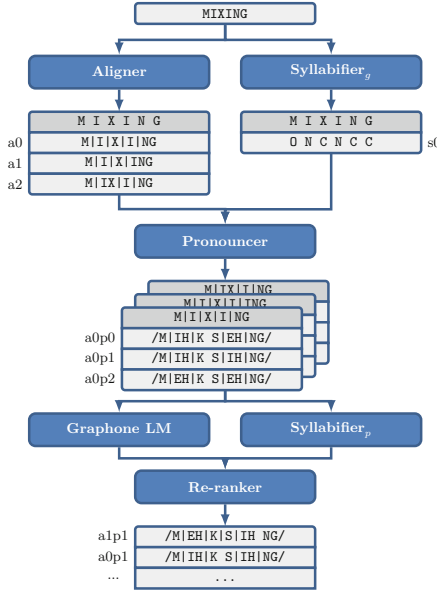 MIXING
Aligner
Syllabifier_g
M I X I N G
a0 M|I|X|I|NG
a1 M|I|X|ING
a2 M|IX|I|NG
M I X I N G
O N C N C C s0
Pronouncer
M|IX|I|NG
M|I|X|I|NG
M|I|X|I|NG
a0p0 /M|IH|K S|EH|NG/
a0p1 /M|IH|K S|IH|NG/
a0p2 /M|EH|K S|EH|NG/
Graphone LM
Syllabifier_p
Re-ranker
a1p1 /M|EH|K|S|IH NG/
a0p1 /M|IH|K S|IH|NG/
... ...